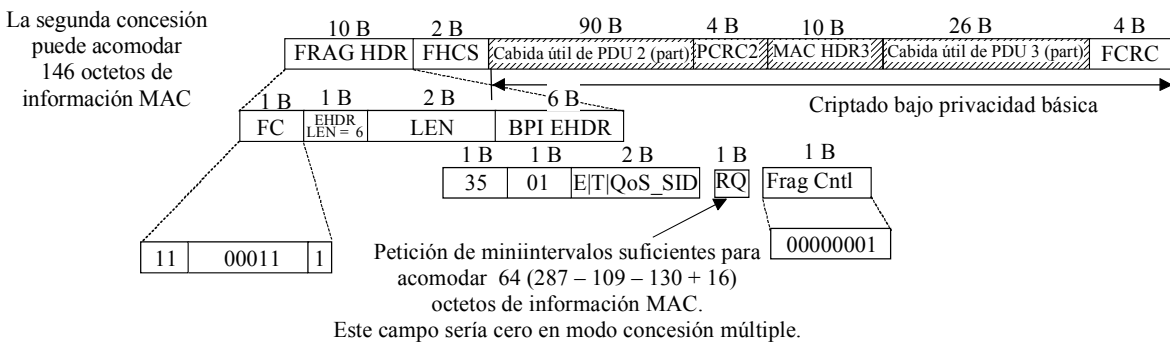 La segunda concesión
puede acomodar
146 octetos de
información MAC
10 B 2 B 90 B 4 B 10 B 26 B 4 B
FRAG HDR FHCS Cabida útil de PDU 2 (part) PCRC2 MAC HDR3 Cabida útil de PDU 3 (part) FCRC
Criptado bajo privacidad básica
1 B 1 B 2 B 6 B
FC EHDR LEN = 6 LEN BPI EHDR
1 B 1 B 2 B 1 B 1 B
35 01 E|T|QoS_SID RQ Frag Cntl
11 00011 1
00000001
Petición de miniintervalos suficientes para
acomodar 64 (287 – 109 – 130 + 16)
octetos de información MAC.
Este campo sería cero en modo concesión múltiple.